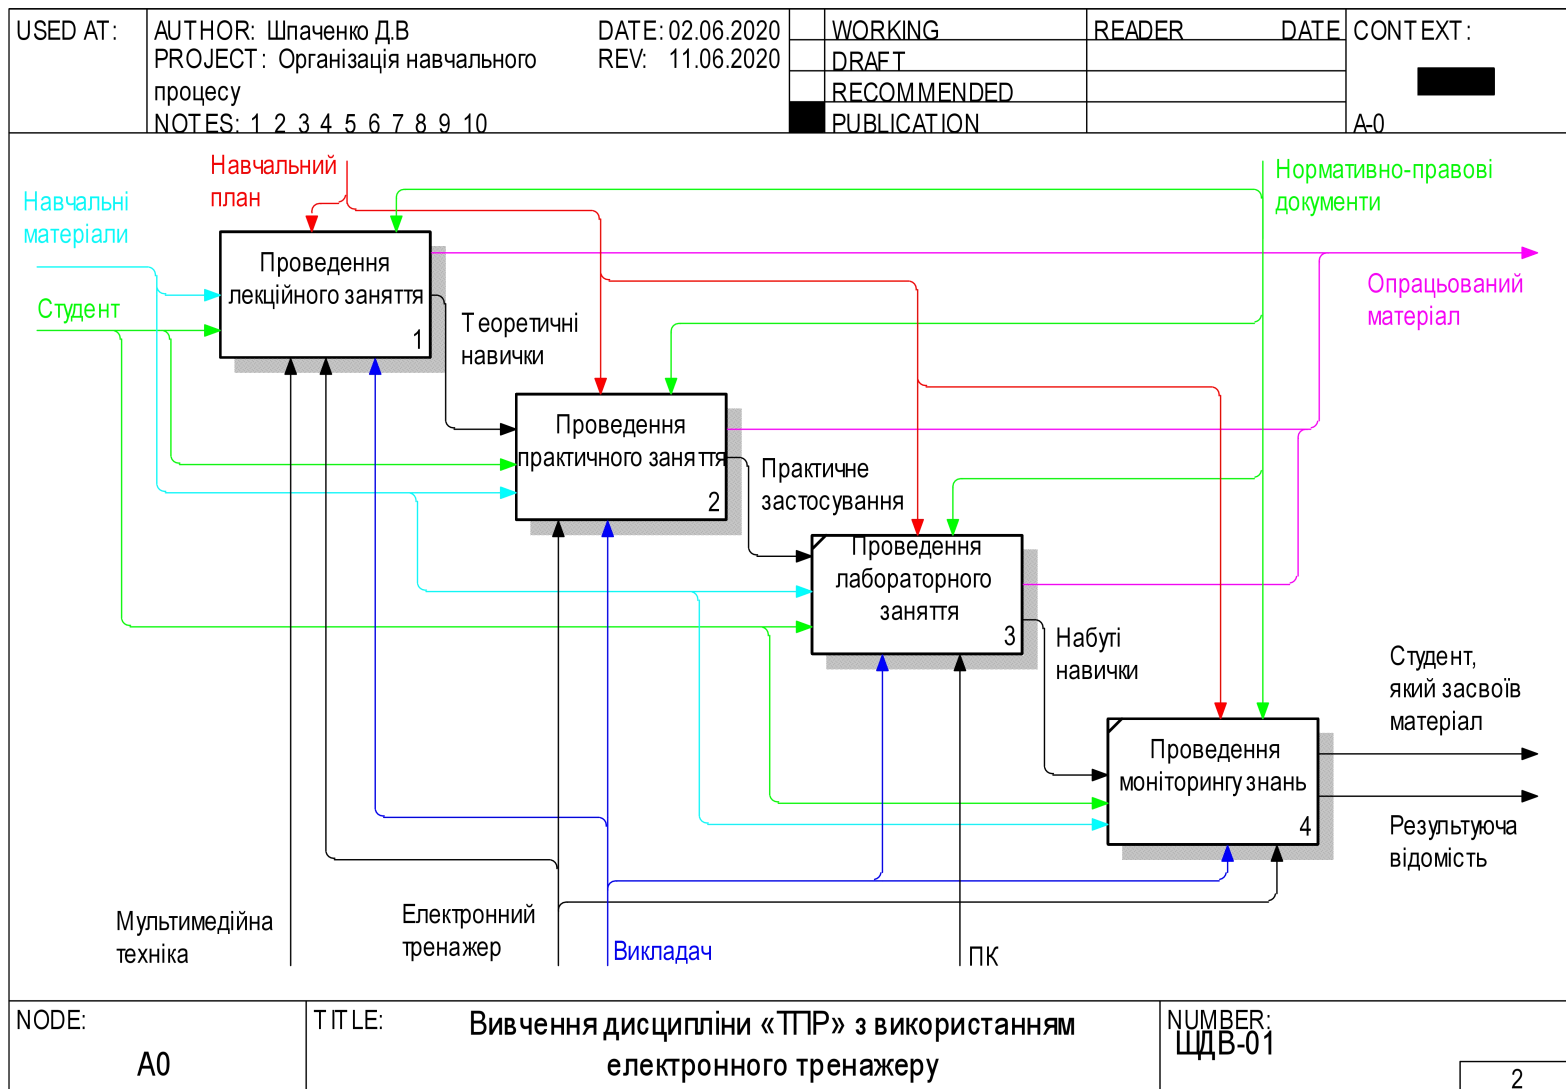 USED AT:
AUTHOR: Шпаченко Д.В
DATE: 02.06.2020
PROJECT: Організація навчального
процесу
REV: 11.06.2020
NOTES: 1 2 3 4 5 6 7 8 9 10
WORKING
DRAFT
RECOMMENDED
PUBLICATION
READER
DATE
CONTEXT:
A-0
Навчальний
план
Нормативно-правові
документи
Навчальні
матеріали
Студент
Проведення
лекційного заняття
1
Теоретичні
навички
Опрацьований
матеріал
Проведення
практичного заняття
2
Практичне
застосування
Проведення
лабораторного
заняття
3
Набуті
навички
Студент,
який засвоїв
матеріал
Проведення
моніторингу знань
4
Результуюча
відомість
Мультимедійна
техніка
Електронний
тренажер
Викладач
ПК
NODE:
A0
TITLE:
Вивчення дисципліни «ТПР» з використанням
електронного тренажеру
NUMBER:
ШДВ-01
2